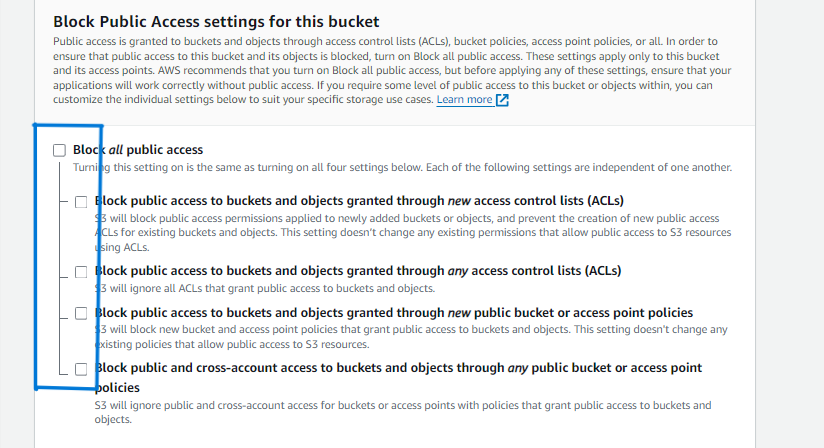 Block Public Access settings for this bucket
Public access is granted to buckets and objects through access control lists (ACLs), bucket policies, access point policies, or all. In order to
ensure that public access to this bucket and its objects is blocked, turn on Block all public access. These settings apply only to this bucket
and its access points. AWS recommends that you turn on Block all public access, but before applying any of these settings, ensure that your
applications will work correctly without public access. If you require some level of public access to this bucket or objects within, you can
customize the individual settings below to suit your specific storage use cases. Learn more
Block all public access
Turning this setting on is the same as turning on all four settings below. Each of the following settings are independent of one another.
Block public access to buckets and objects granted through new access control lists (ACLs)
S3 will block public access permissions applied to newly added buckets or objects, and prevent the creation of new public access
ACLs for existing buckets and objects. This setting doesn't change any existing permissions that allow public access to S3 resources
using ACLs.
Block public access to buckets and objects granted through any access control lists (ACLs)
S3 will ignore all ACLs that grant public access to buckets and objects.
Block public access to buckets and objects granted through new public bucket or access point policies
S3 will block new bucket and access point policies that grant public access to buckets and objects. This setting doesn't change any
existing policies that allow public access to S3 resources.
Block public and cross-account access to buckets and objects through any public bucket or access point
policies
S3 will ignore public and cross-account access for buckets or access points with policies that grant public access to buckets and
objects.